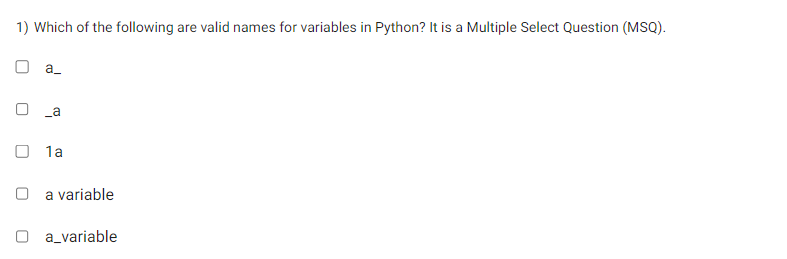 1) Which of the following are valid names for variables in Python? It is a Multiple Select Question (MSQ).
a_
_a
1a
a variable
a_variable